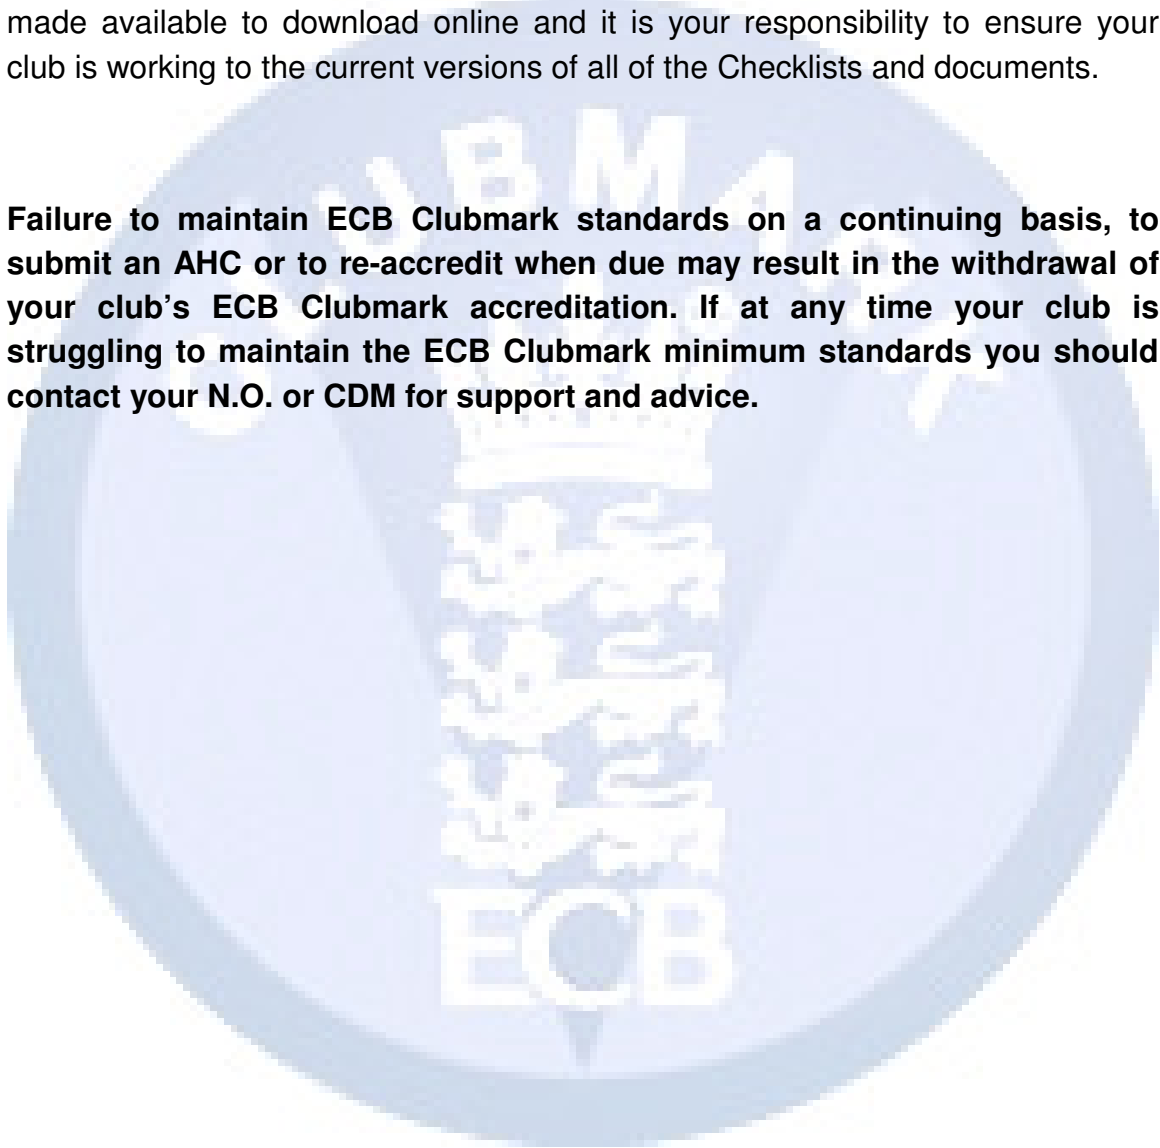 made available to download online and it is your responsibility to ensure your
club is working to the current versions of all of the Checklists and documents.
CLUBMARK
Failure to maintain ECB Clubmark standards on a continuing basis, to
submit an AHC or to re-accredit when due may result in the withdrawal of
your club’s ECB Clubmark accreditation. If at any time your club is
struggling to maintain the ECB Clubmark minimum standards you should
contact your N.O. or CDM for support and advice.
ECB